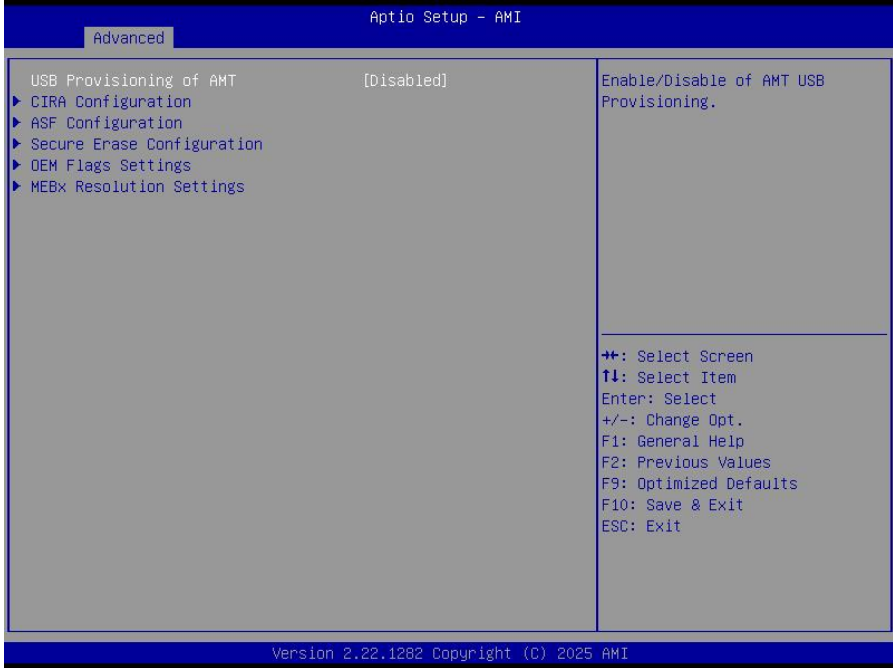 Aptio Setup - AMI
Advanced
USB Provisioning of AMT [Disabled]
CIRA Configuration
ASF Configuration
Secure Erase Configuration
OEM Flags Settings
MEBx Resolution Settings
Enable/Disable of AMT USB
Provisioning.
→←: Select Screen
↑↓: Select Item
Enter: Select
+/-: Change Opt.
F1: General Help
F2: Previous Values
F9: Optimized Defaults
F10: Save & Exit
ESC: Exit
Version 2.22.1282 Copyright (C) 2025 AMI